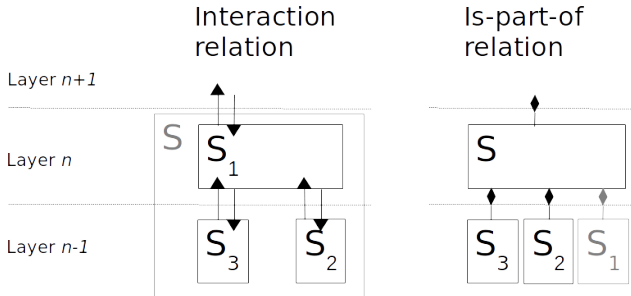 Interaction
relation
Is-part-of
relation
Layer n+1
Layer n
S
S1
S
Layer n-1
S3
S2
S3
S2
S1